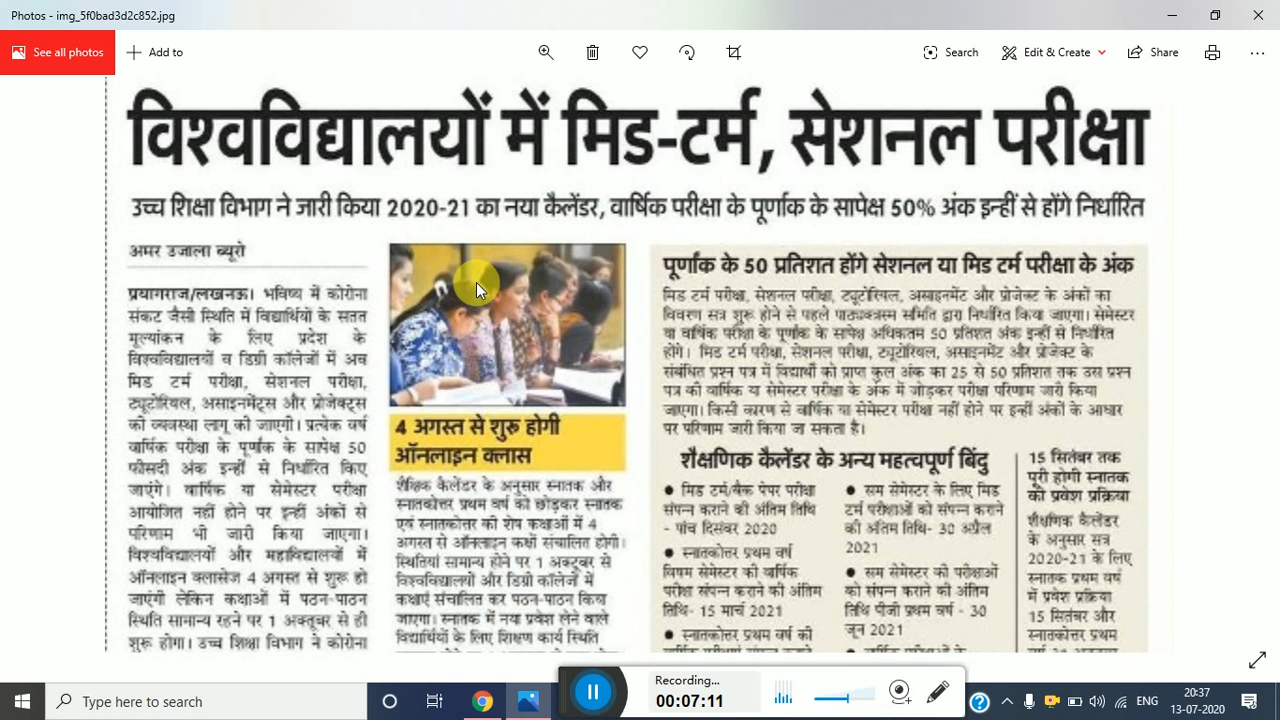 Photos - img_5f0bad3d2c852.jpg
See all photos
Add to
Search
Edit & Create
Share
विश्वविद्यालयों में मिड-टर्म, सेशनल परीक्षा
उच्च शिक्षा विभाग ने जारी किया 2020-21 का नया कैलेंडर, वार्षिक परीक्षा के पूर्णांक के सापेक्ष 50% अंक इन्हीं से होंगे निर्धारित
अमर उजाला ब्यूरो
प्रयागराज/लखनऊ। भविष्य में कोरोना
संकट जैसी स्थिति में विद्यार्थियों के सतत
मूल्यांकन के लिए प्रदेश के
विश्वविद्यालयों व डिग्री कॉलेजों में अब
मिड टर्म परीक्षा, सेशनल परीक्षा,
ट्यूटोरियल, असाइनमेंट्स और प्रोजेक्ट्स
की व्यवस्था लागू की जाएगी। प्रत्येक वर्ष
वार्षिक परीक्षा के पूर्णांक के सापेक्ष 50
फीसदी अंक इन्हीं से निर्धारित किए
जाएंगे। वार्षिक या सेमेस्टर परीक्षा
आयोजित नहीं होने पर इन्हीं अंकों से
परिणाम भी जारी किया जाएगा।
विश्वविद्यालयों और महाविद्यालयों में
ऑनलाइन क्लासेज 4 अगस्त से शुरू हो
जाएंगी लेकिन कक्षाओं में पठन-पाठन
स्थिति सामान्य रहने पर 1 अक्तूबर से ही
शुरू होगा। उच्च शिक्षा विभाग ने कोरोना
4 अगस्त से शुरू होगी
ऑनलाइन क्लास
शैक्षिक कैलेंडर के अनुसार स्नातक और
स्नातकोत्तर प्रथम वर्ष को छोड़कर स्नातक
एवं स्नातकोत्तर की शेष कक्षाओं में 4
अगस्त से ऑनलाइन कक्षाें संचालित होंगी।
स्थितियां सामान्य होने पर 1 अक्टूबर से
विश्वविद्यालयों और डिग्री कॉलेजों में
कक्षाएं संचालित कर पठन-पाठन किया
जाएगा। स्नातक में नया प्रवेश लेने वाले
विद्यार्थियों के लिए शिक्षण कार्य स्थिति
पूर्णांक के 50 प्रतिशत होंगे सेशनल या मिड टर्म परीक्षा के अंक
मिड टर्म परीक्षा, सेशनल परीक्षा, ट्यूटोरियल, असाइनमेंट और प्रोजेक्ट के अंकों का
विवरण सत्र शुरू होने से पहले पाठ्यक्रम समिति द्वारा निर्धारित किया जाएगा। सेमेस्टर
या वार्षिक परीक्षा के पूर्णांक के सापेक्ष अधिकतम 50 प्रतिशत अंक इन्हीं से निर्धारित
होंगे। मिड टर्म परीक्षा, सेशनल परीक्षा, ट्यूटोरियल, असाइनमेंट और प्रोजेक्ट के
संबंधित प्रश्न पत्र में विद्यार्थी को प्राप्त कुल अंक का 25 से 50 प्रतिशत तक उस प्रश्न
पत्र की वार्षिक या सेमेस्टर परीक्षा के अंक में जोड़कर परीक्षा परिणाम जारी किया
जाएगा। किसी कारण से वार्षिक या सेमेस्टर परीक्षा नहीं होने पर इन्हीं अंकों के आधार
पर परिणाम जारी किया जा सकता है।
शैक्षणिक कैलेंडर के अन्य महत्वपूर्ण बिंदु
● मिड टर्म/बैक पेपर परीक्षा
संपन्न कराने की अंतिम तिथि
- पांच दिसंबर 2020
● स्नातकोत्तर प्रथम वर्ष
विषम सेमेस्टर की वार्षिक
परीक्षा संपन्न कराने की अंतिम
तिथि- 15 मार्च 2021
● स्नातकोत्तर प्रथम वर्ष की
● सम सेमेस्टर के लिए मिड
टर्म परीक्षाओं को संपन्न कराने
की अंतिम तिथि- 30 अप्रैल
2021
● सम सेमेस्टर की परीक्षाओं
को संपन्न कराने की अंतिम
तिथि पीजी प्रथम वर्ष - 30
जून 2021
15 सितंबर तक
पूरी होगी स्नातक
की प्रवेश प्रक्रिया
शैक्षणिक कैलेंडर
के अनुसार सत्र
2020-21 के लिए
स्नातक प्रथम वर्ष
में प्रवेश प्रक्रिया
15 सितंबर और
स्नातकोत्तर प्रथम
Recording...
00:07:11
Type here to search
ENG
20:37
13-07-2020